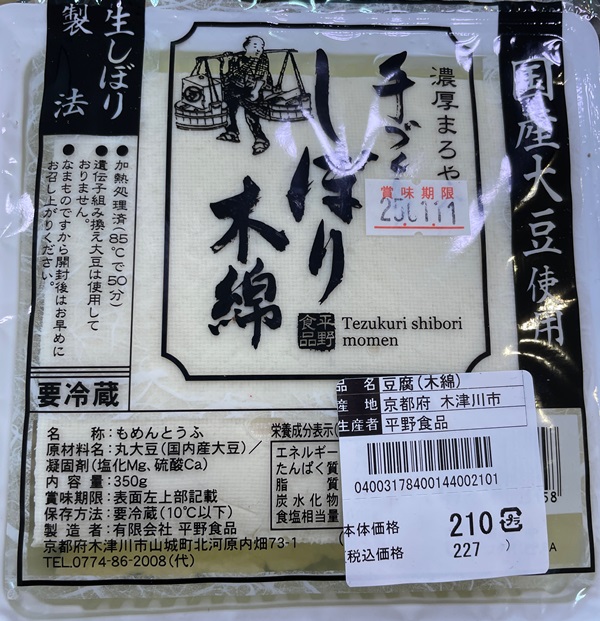 生しぼり
製法
濃厚まろや
手づ
しぼり
木綿
国産大豆使用
賞味期限
25.01.11
平野
食品
Tezukuri shibori
momen
●加熱処理済(85℃で50分)
●遺伝子組み換え大豆は使用して
おりません。
●なまものですから開封後はお早めに
お召し上がりください。
要冷蔵
名称:もめんとうふ
原材料名:丸大豆(国内産大豆)/
凝固剤(塩化Mg、硫酸Ca)
内容量:350g
賞味期限:表面左上部記載
保存方法:要冷蔵(10℃以下)
製造者:有限会社 平野食品
京都府木津川市山城町北河原内畑73-1
TEL.0774-86-2008(代)
栄養成分表示(
エネルギー
たんぱく質
脂質
炭水化物
食塩相当量
品名 豆腐(木綿)
産地 京都府 木津川市
生産者 平野食品
04003178400144002101
本体価格 210
(税込価格 227 )
58
A